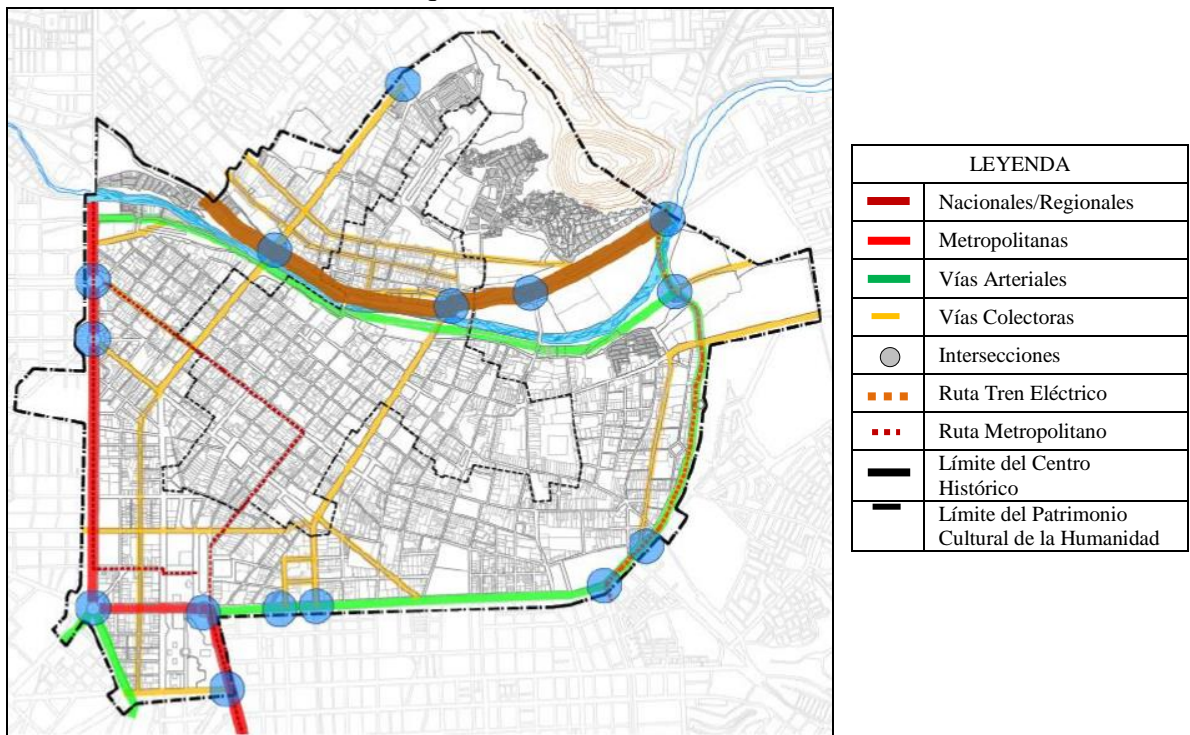 LEYENDA
Nacionales/Regionales
Metropolitanas
Vías Arteriales
Vías Colectoras
Intersecciones
Ruta Tren Eléctrico
Ruta Metropolitano
Límite del Centro
Histórico
Límite del Patrimonio
Cultural de la Humanidad